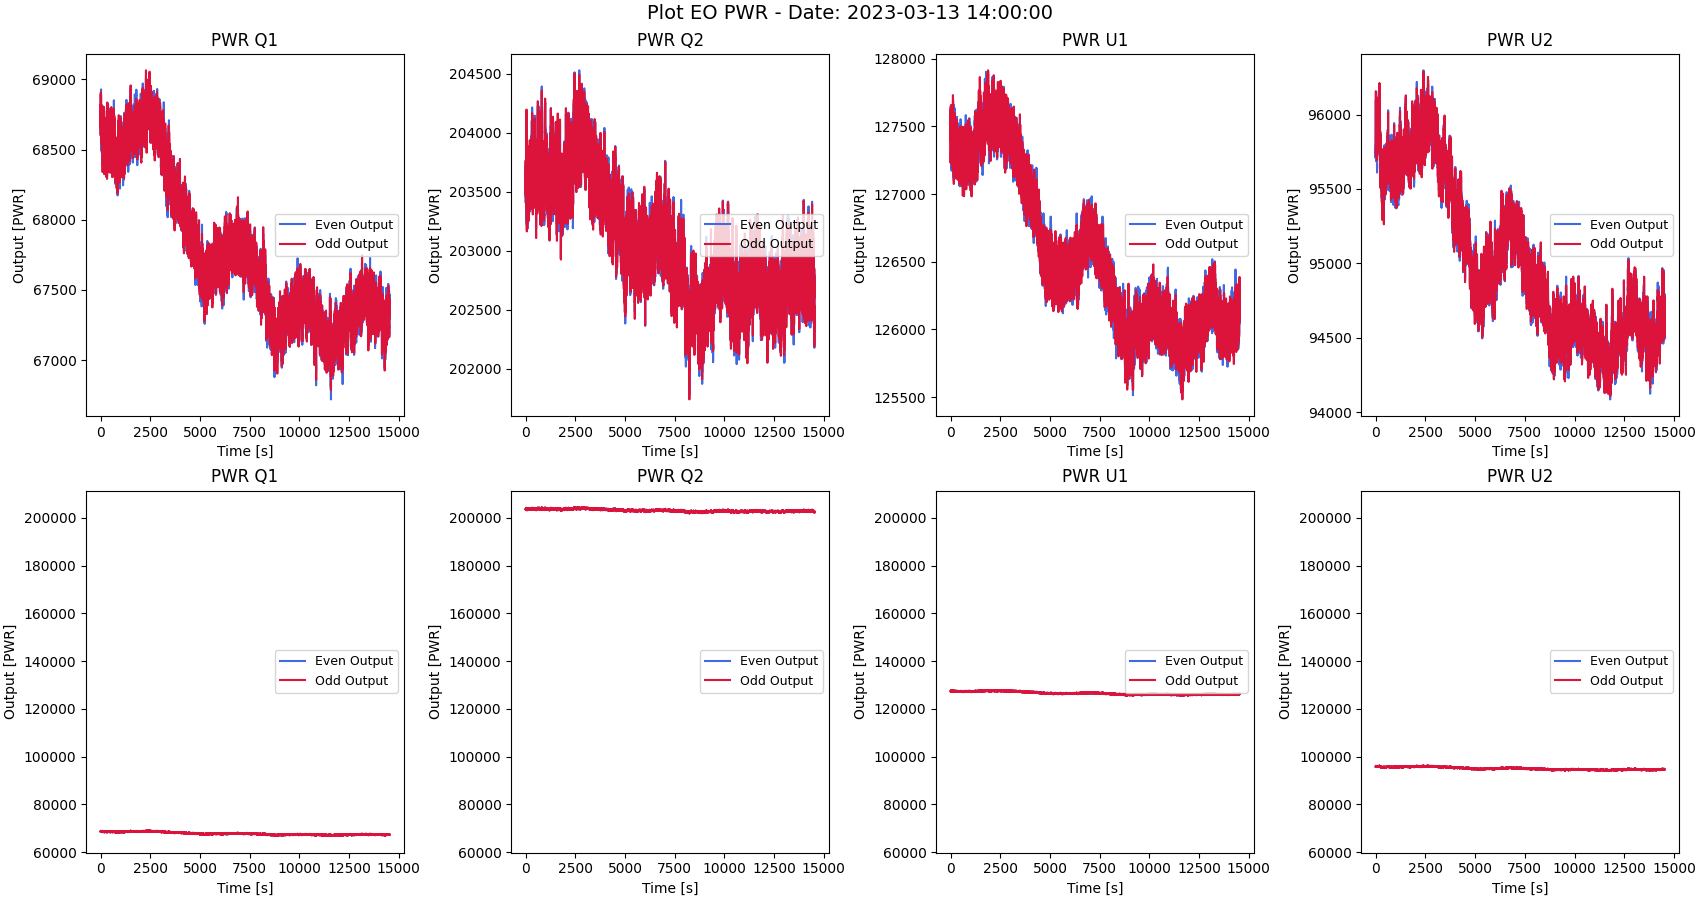 Plot EO PWR - Date: 2023-03-13 14:00:00
PWR Q1
69000
68500
68000
67500
67000
Output [PWR]
Even Output
Odd Output
0 2500 5000 7500 10000 12500 15000
Time [s]
PWR Q2
204500
204000
203500
203000
202500
202000
Output [PWR]
Even Output
Odd Output
0 2500 5000 7500 10000 12500 15000
Time [s]
PWR U1
128000
127500
127000
126500
126000
125500
Output [PWR]
Even Output
Odd Output
0 2500 5000 7500 10000 12500 15000
Time [s]
PWR U2
96000
95500
95000
94500
94000
Output [PWR]
Even Output
Odd Output
0 2500 5000 7500 10000 12500 15000
Time [s]
PWR Q1
200000
180000
160000
140000
120000
100000
80000
60000
Output [PWR]
Even Output
Odd Output
0 2500 5000 7500 10000 12500 15000
Time [s]
PWR Q2
200000
180000
160000
140000
120000
100000
80000
60000
Output [PWR]
Even Output
Odd Output
0 2500 5000 7500 10000 12500 15000
Time [s]
PWR U1
200000
180000
160000
140000
120000
100000
80000
60000
Output [PWR]
Even Output
Odd Output
0 2500 5000 7500 10000 12500 15000
Time [s]
PWR U2
200000
180000
160000
140000
120000
100000
80000
60000
Output [PWR]
Even Output
Odd Output
0 2500 5000 7500 10000 12500 15000
Time [s]